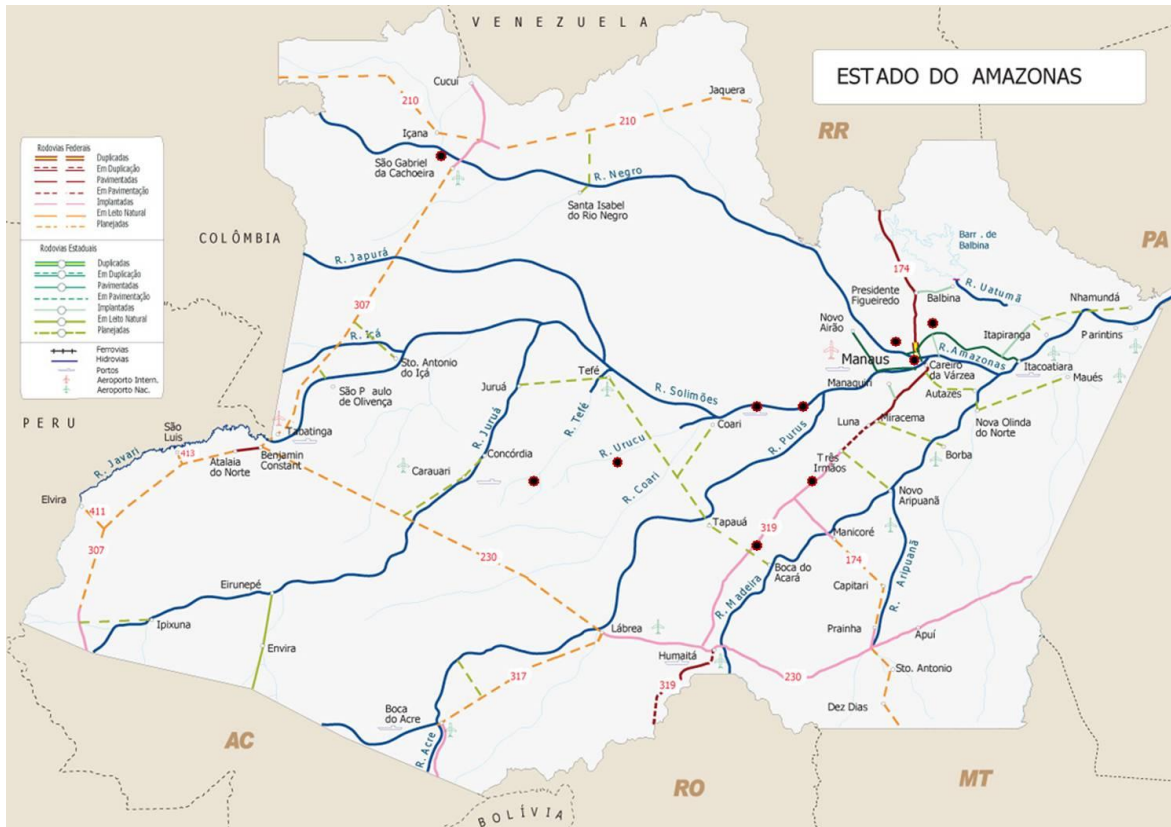 VENEZUELA
ESTADO DO AMAZONAS
Cucuí
Jaquera
210
210
Içana
RR
Rodovias Federais
Duplicadas
Em Duplicação
Pavimentadas
Em Pavimentação
Implantadas
Em Leito Natural
Planejadas
São Gabriel
da Cachoeira
R. Negro
Santa Isabel
do Rio Negro
COLÔMBIA
PA
Barr. de
Balbina
Rodovias Estaduais
Duplicadas
Em Duplicação
Pavimentadas
Em Pavimentação
Implantadas
Em Leito Natural
Planejadas
R. Japurá
174
R. Uatumã
Presidente
Figueiredo
Balbina
Nhamundá
307
Novo
Airão
Itapiranga
Parintins
R. Içá
Ferrovias
Hidrovias
Portos
Aeroporto Intern.
Aeroporto Nac.
Manaus
R. Amazonas
Sto. Antonio
do Içá
Tefé
Careiro
da Várzea
Itacoatiara
Juruá
São P aulo
de Olivença
Manaquiri
Maués
R. Solimões
Autazes
R. Tefé
PERU
São
Luis
Tabatinga
R. Juruá
Coari
Luna
Miracema
Nova Olinda
do Norte
R. Purus
R. Javari
413
Atalaia
do Norte
Benjamin
Constant
R. Urucu
Borba
Carauari
Concórdia
Três
Irmãos
R. Coari
Elvira
Novo
Aripuanã
411
Tapauá
319
Manicoré
307
230
174
R. Aripuanã
Boca do
Acará
Eirunepé
Capitari
R. Madeira
Ipixuna
Lábrea
Prainha
Apuí
Envira
Humaitá
Sto. Antonio
317
319
230
Boca
do Acre
Dez Dias
AC
R. Acre
RO
MT
BOLÍVIA